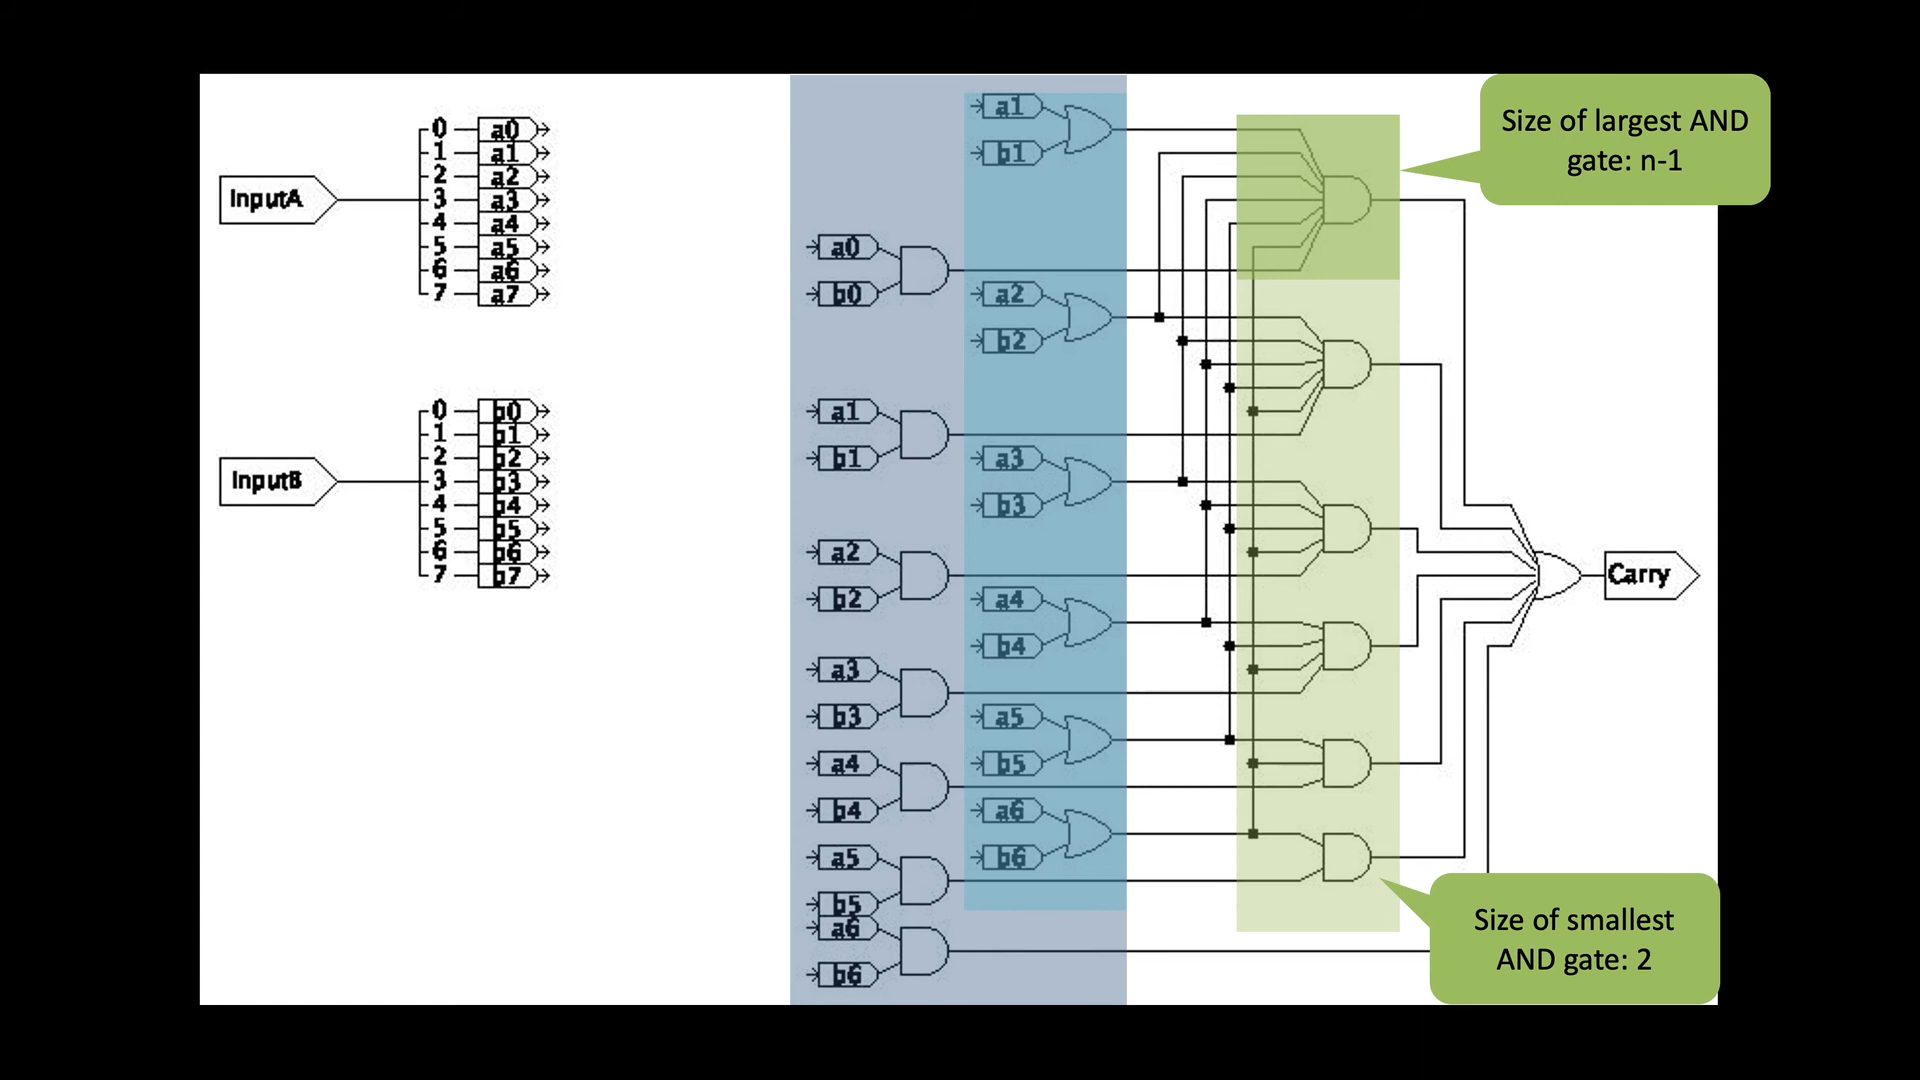 InputA
0 a0
1 a1
2 a2
3 a3
4 a4
5 a5
6 a6
7 a7
InputB
0 b0
1 b1
2 b2
3 b3
4 b4
5 b5
6 b6
7 b7
a0
b0
a1
b1
a2
b2
a3
b3
a4
b4
a5
b5
a6
b6
a1
b1
a2
b2
a3
b3
a4
b4
a5
b5
a6
b6
Size of largest AND
gate: n-1
Carry
Size of smallest
AND gate: 2